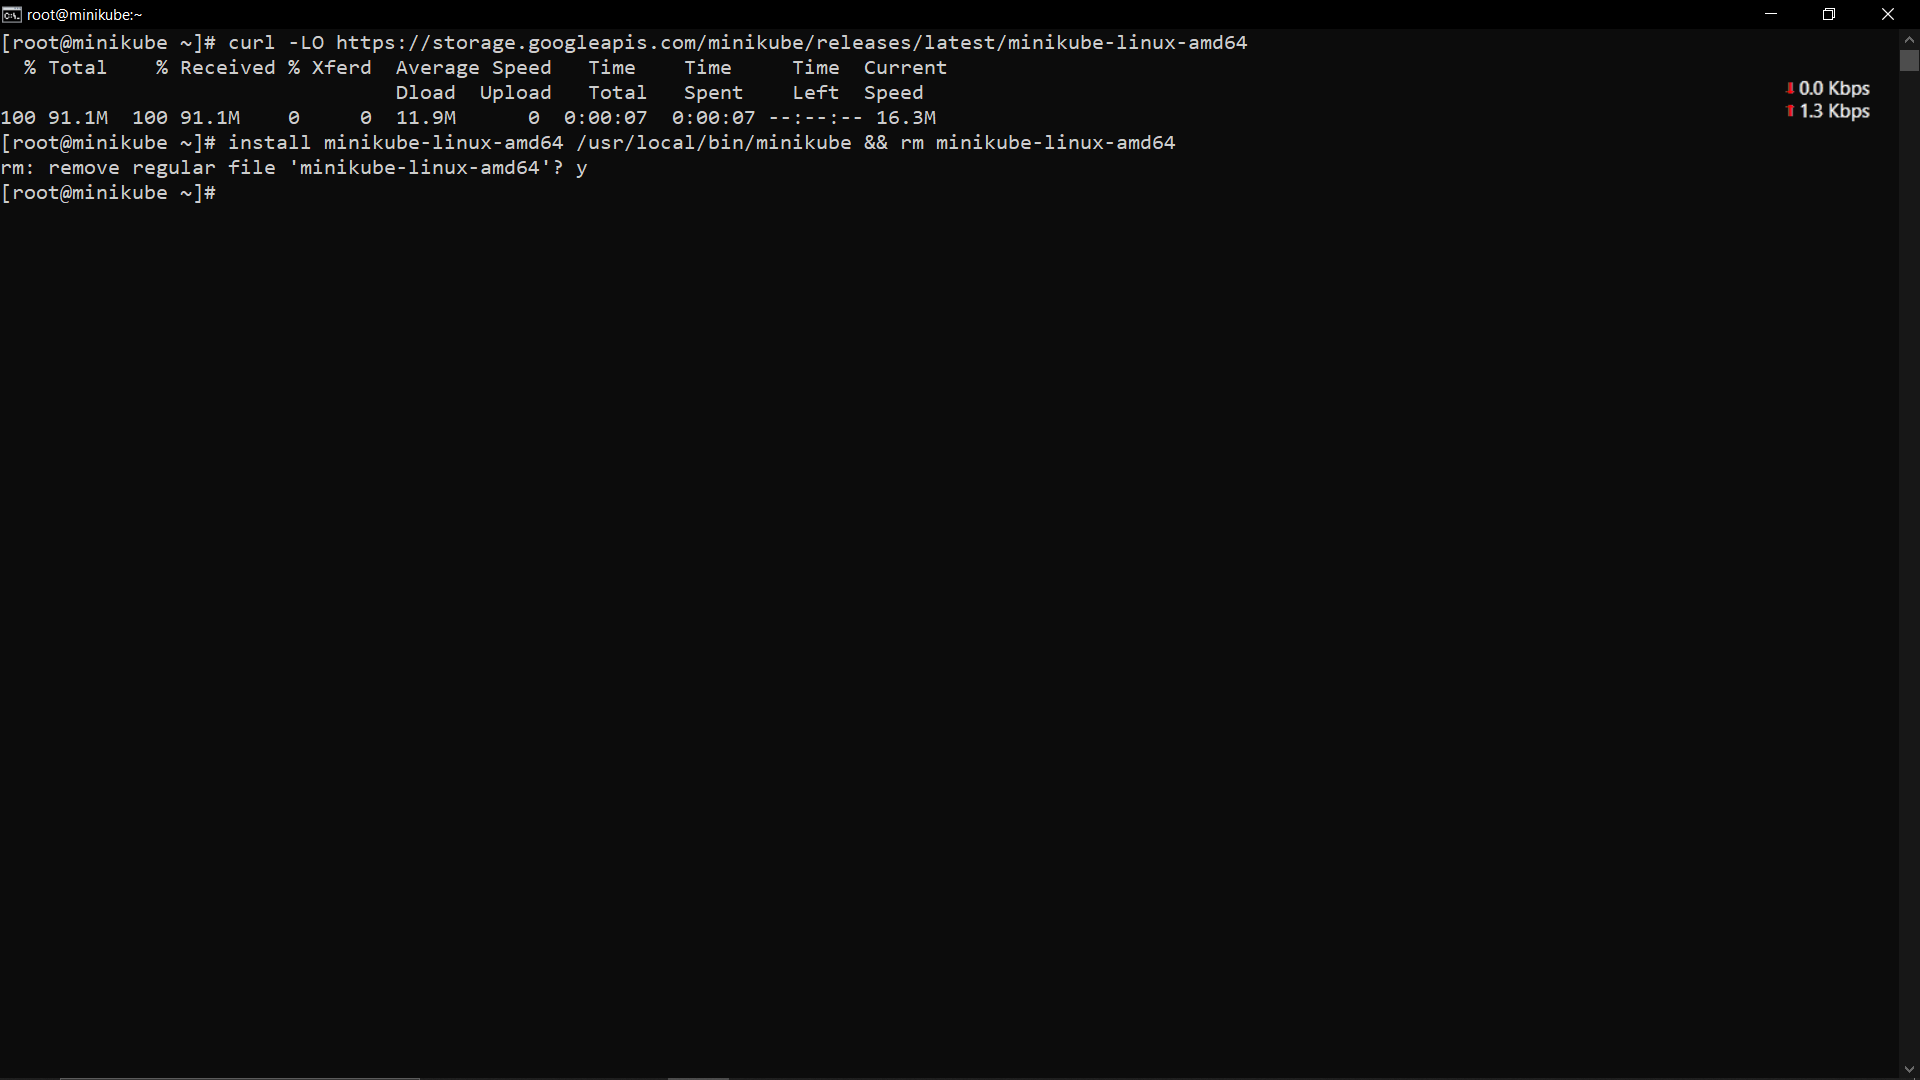 root@minikube:~
[root@minikube ~]# curl -LO https://storage.googleapis.com/minikube/releases/latest/minikube-linux-amd64
  % Total    % Received % Xferd  Average Speed   Time    Time     Time  Current
                                 Dload  Upload   Total   Spent    Left  Speed
100 91.1M  100 91.1M    0     0  11.9M      0  0:00:07  0:00:07 --:--:-- 16.3M
[root@minikube ~]# install minikube-linux-amd64 /usr/local/bin/minikube && rm minikube-linux-amd64
rm: remove regular file 'minikube-linux-amd64'? y
[root@minikube ~]#
0.0 Kbps
1.3 Kbps